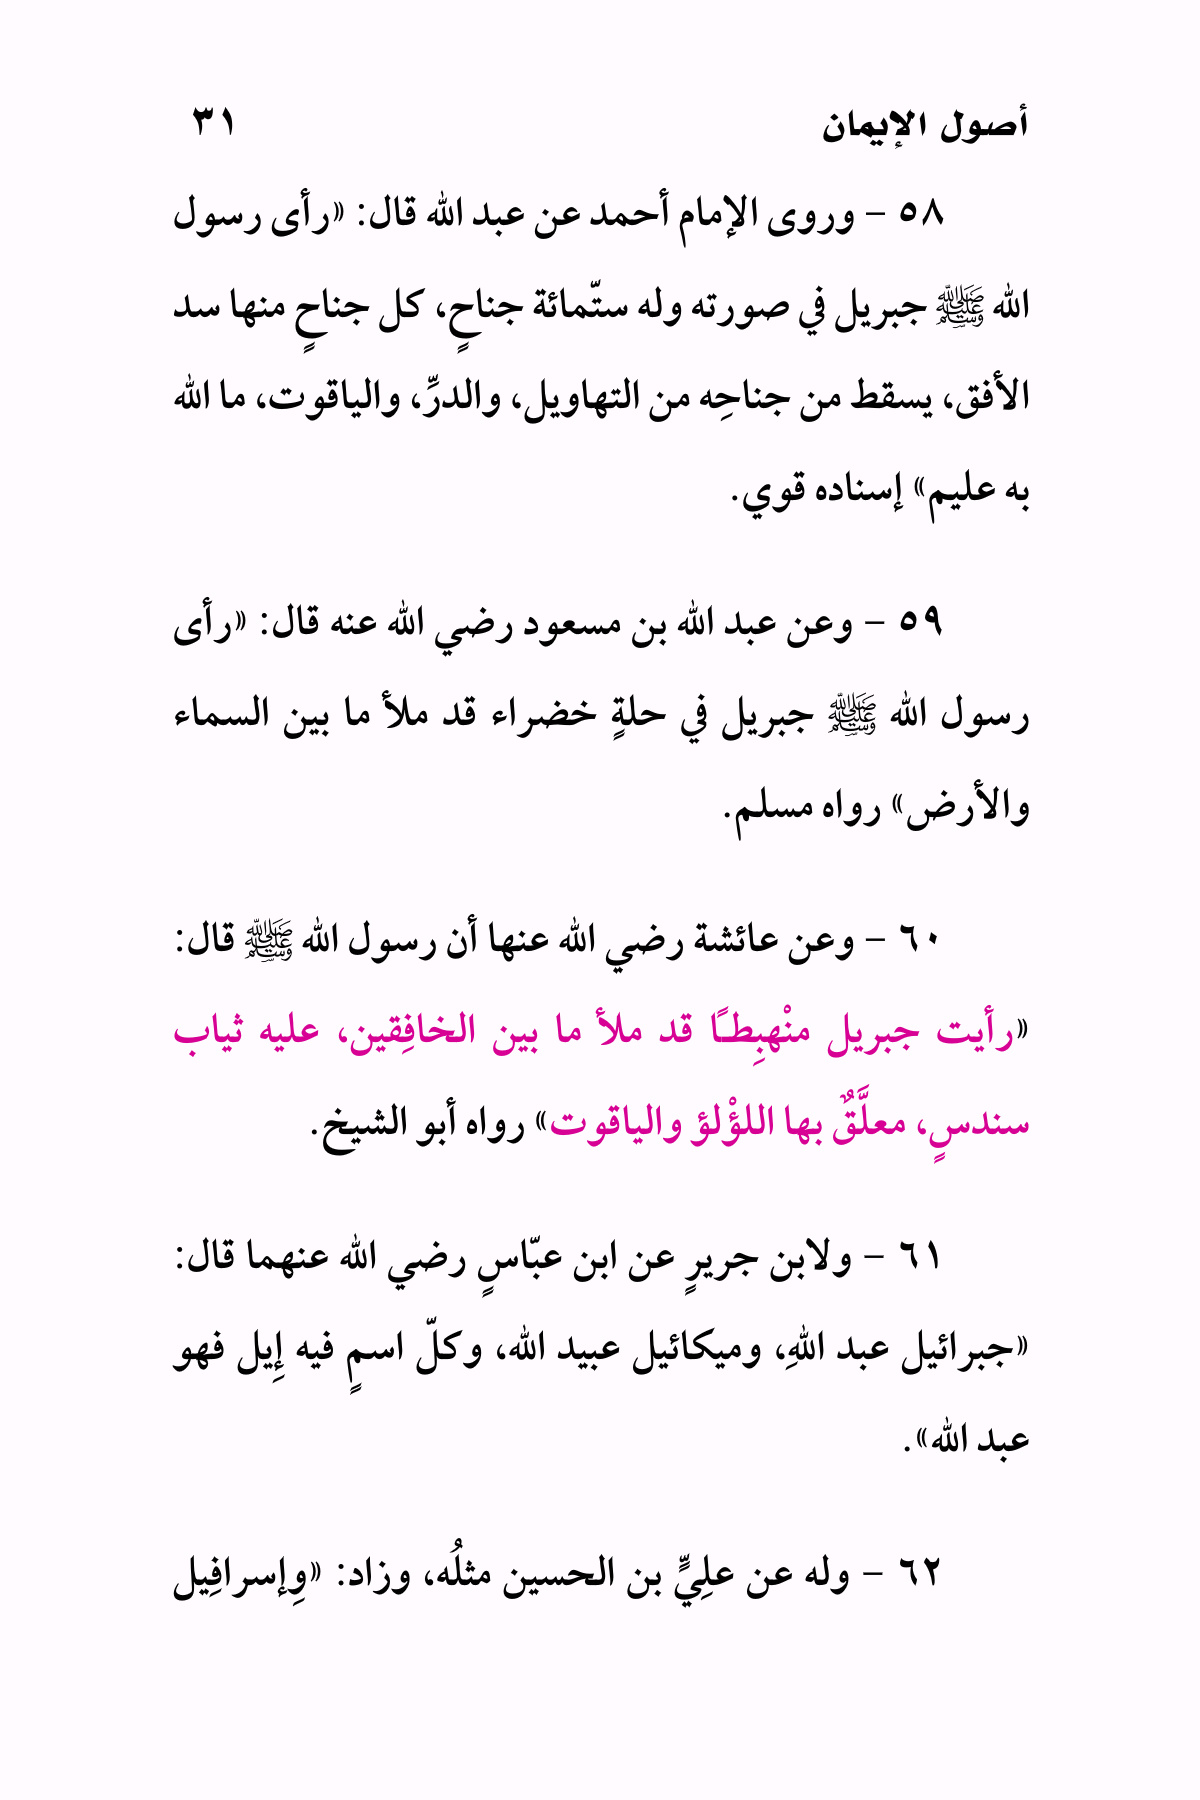 أصول الإيمان ٣١
٥٨ – وروى الإمام أحمد عن عبد الله قال: «رأى رسول
الله ﷺ جبريل في صورته وله ستّمائة جناحٍ، كل جناحٍ منها سد
الأفق، يسقط من جناحِه من التهاويل، والدرِّ، والياقوت، ما الله
به عليم» إسناده قوي.
٥٩ – وعن عبد الله بن مسعود رضي الله عنه قال: «رأى
رسول الله ﷺ جبريل في حلةٍ خضراء قد ملأ ما بين السماء
والأرض» رواه مسلم.
٦٠ – وعن عائشة رضي الله عنها أن رسول الله ﷺ قال:
«رأيت جبريل منْهبِطـًا قد ملأ ما بين الخافِقين، عليه ثياب
سندسٍ، معلَّقٌ بها اللؤْلؤ والياقوت» رواه أبو الشيخ.
٦١ – ولابن جريرٍ عن ابن عبّاسٍ رضي الله عنهما قال:
«جبرائيل عبد اللهِ، وميكائيل عبيد الله، وكلّ اسمٍ فيه إِيل فهو
عبد الله».
٦٢ – وله عن علِيٍّ بن الحسين مثلُه، وزاد: «وِإسرافِيل